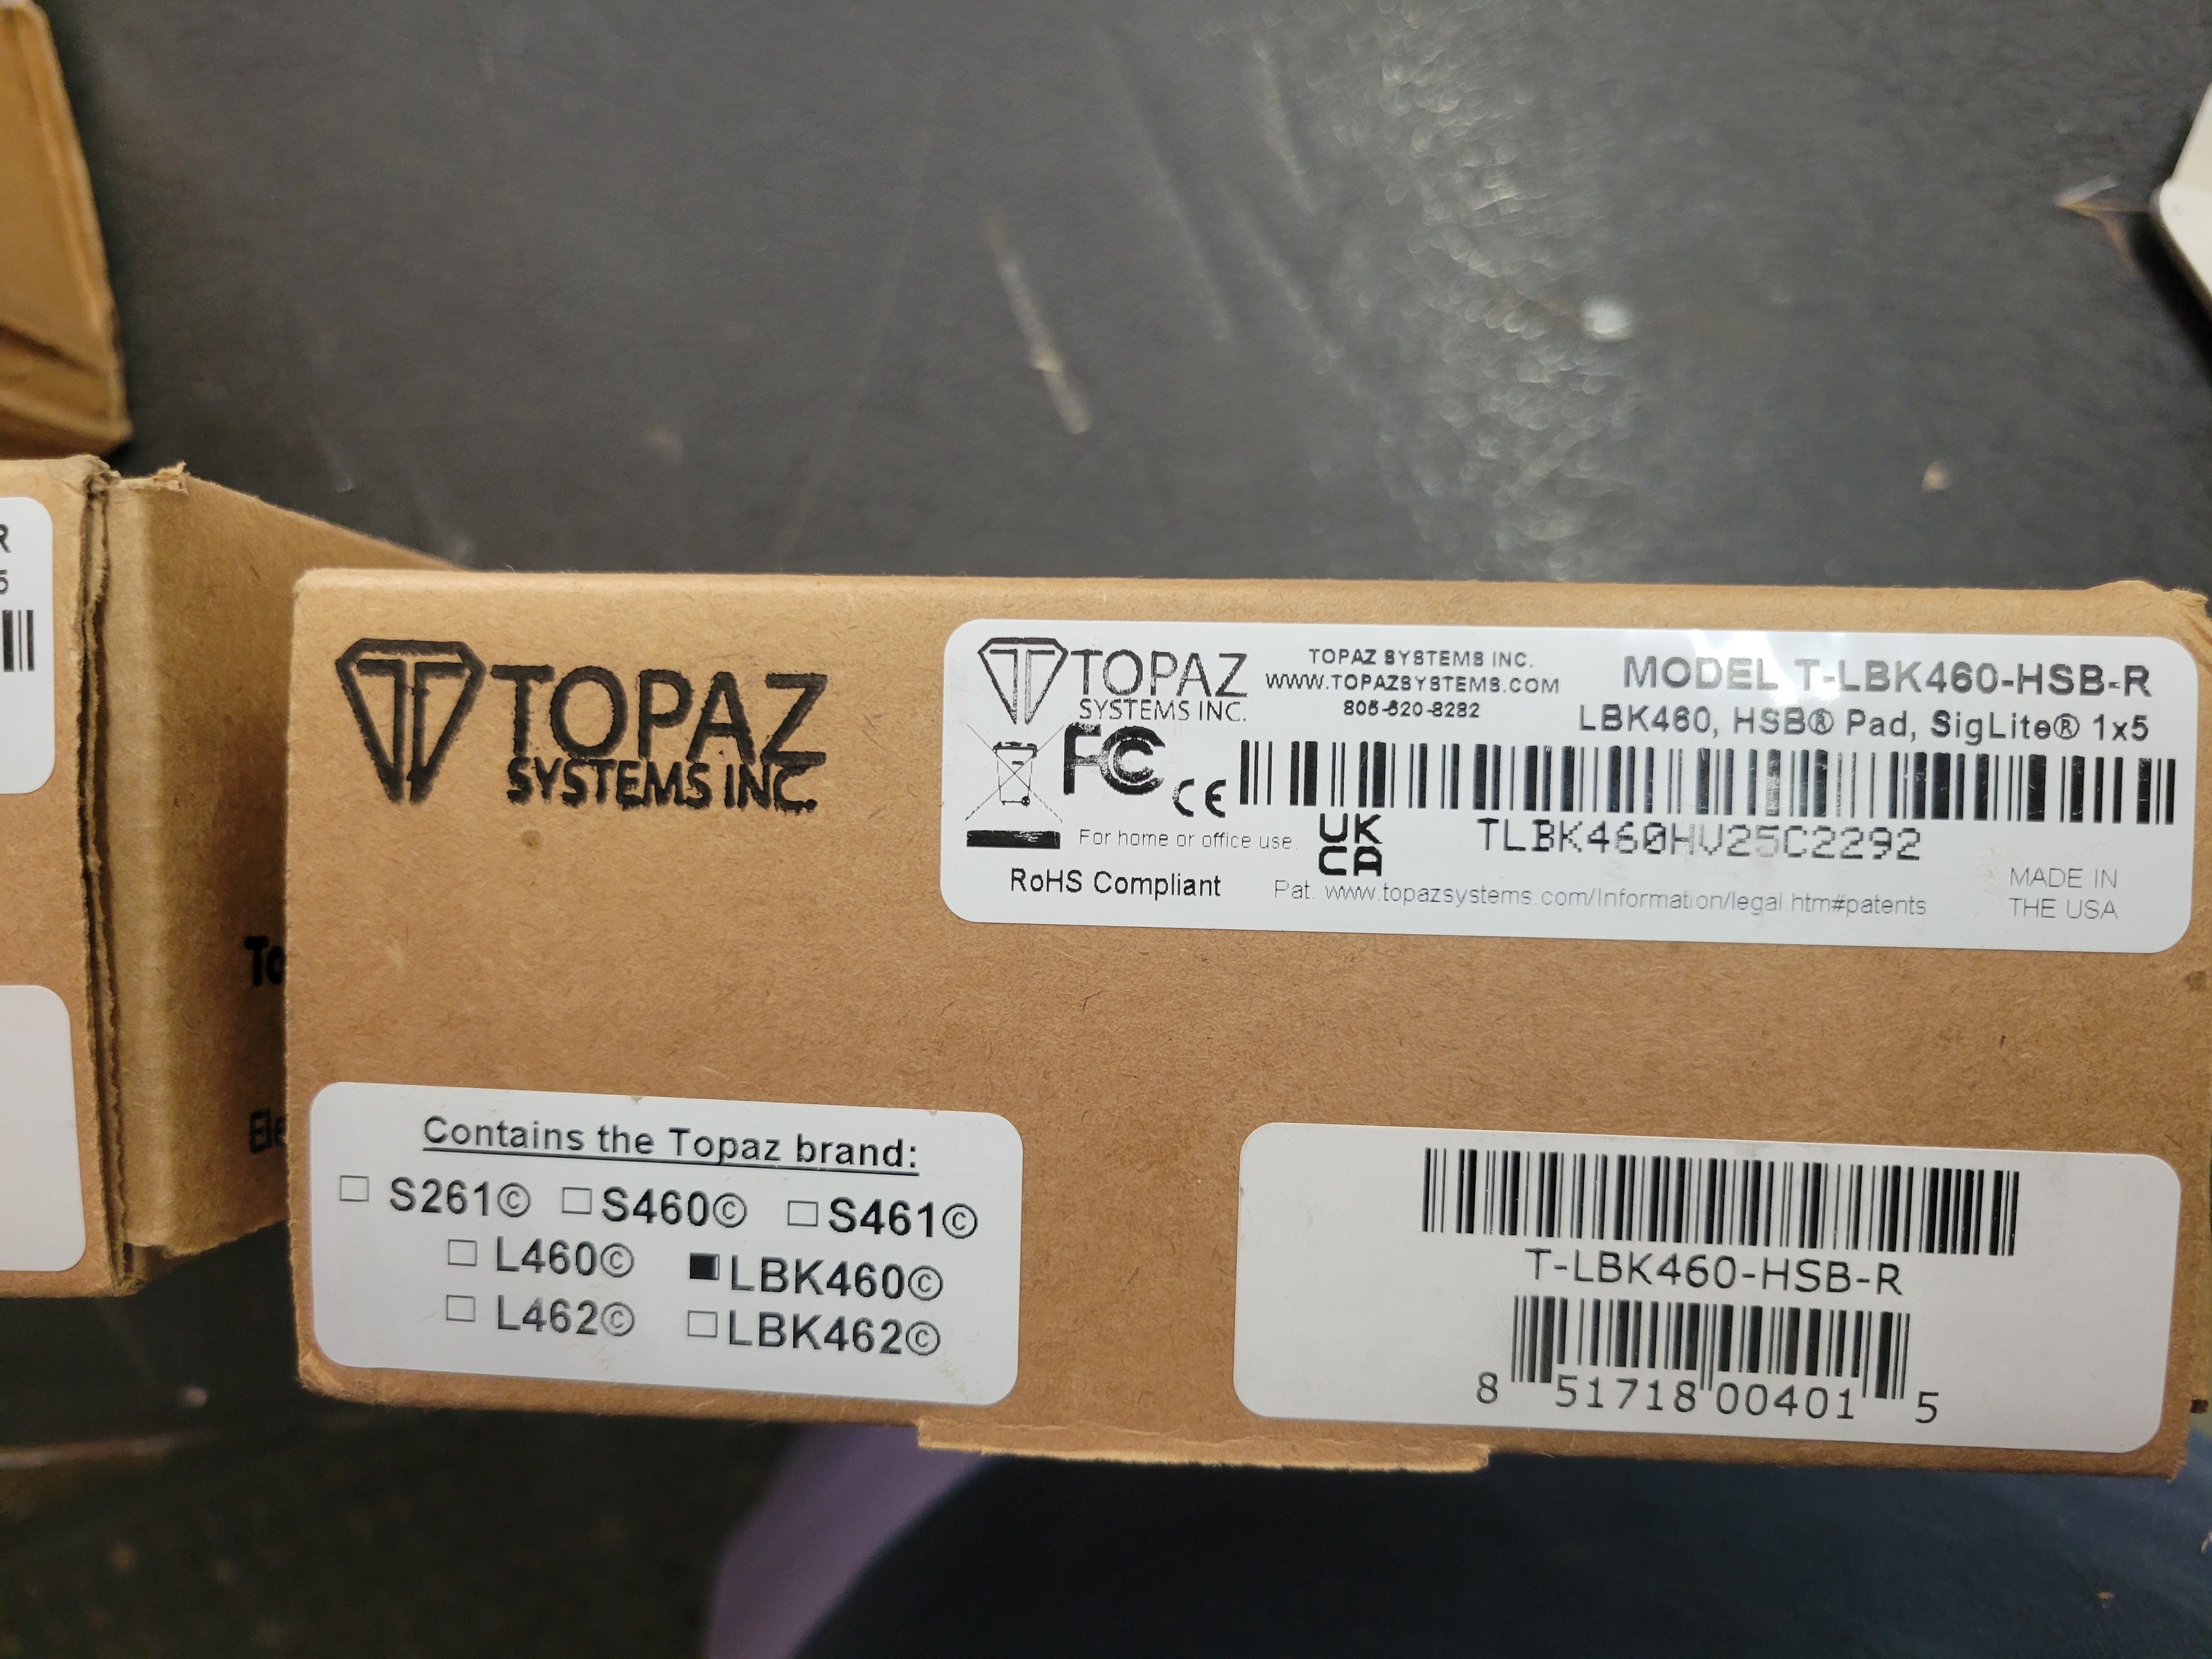 TOPAZ
SYSTEMS INC.
TOPAZ
SYSTEMS INC.
TOPAZ SYSTEMS INC.
WWW.TOPAZSYSTEMS.COM
805-520-8282
MODEL T-LBK460-HSB-R
LBK460, HSB® Pad, SigLite® 1x5
FC CE
For home or office use.
UK
CA
TLBK460HV25C2292
RoHS Compliant
Pat. www.topazsystems.com/Information/legal.htm#patents
MADE IN
THE USA
Contains the Topaz brand:
☐ S261© ☐ S460© ☐ S461©
☐ L460© ■ LBK460©
☐ L462© ☐ LBK462©
T-LBK460-HSB-R
8 51718 00401 5
R
5